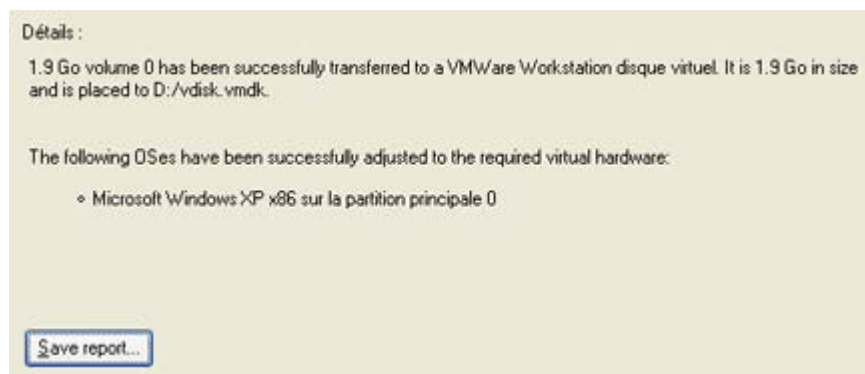 Détails :
1.9 Go volume 0 has been successfully transferred to a VMWare Workstation disque virtuel. It is 1.9 Go in size
and is placed to D:/vdisk.vmdk.
The following OSes have been successfully adjusted to the required virtual hardware:
∘ Microsoft Windows XP x86 sur la partition principale 0
Save report...